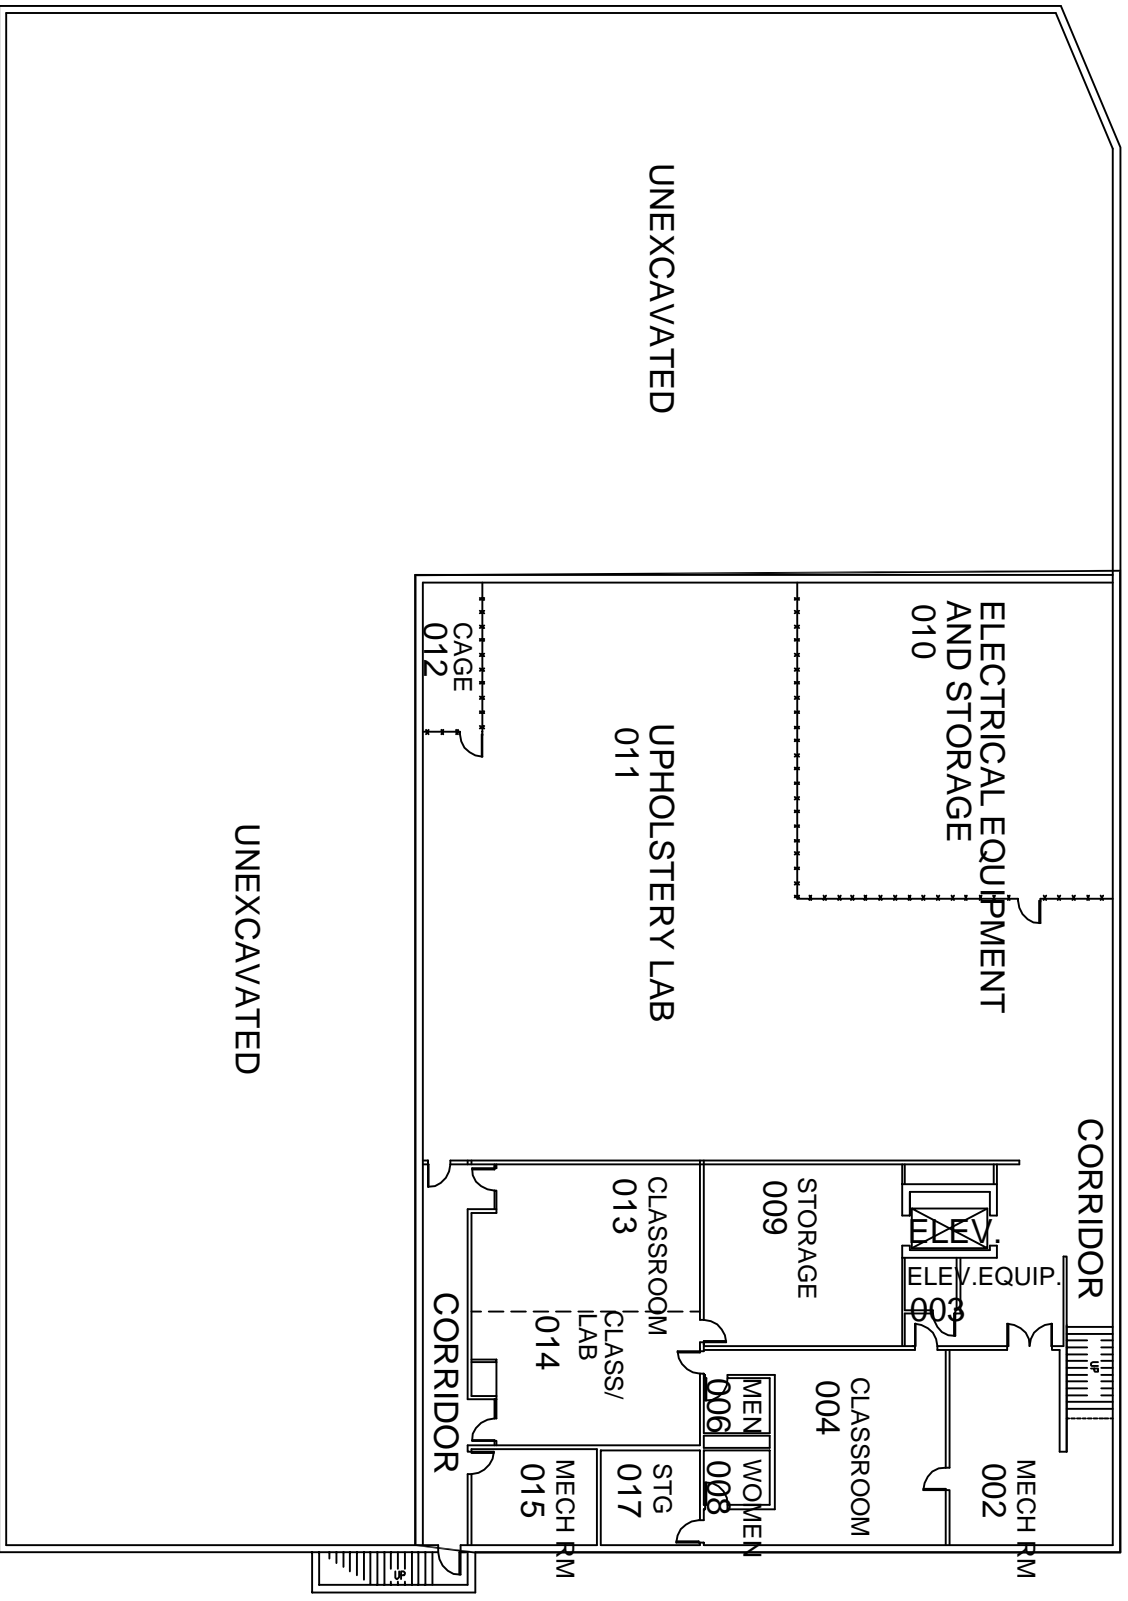 UNEXCAVATED
UNEXCAVATED
ELECTRICAL EQUIPMENT
AND STORAGE
010
UPHOLSTERY LAB
011
CAGE
012
CORRIDOR
ELEV.
ELEV.EQUIP.
003
STORAGE
009
CLASSROOM
013
CLASS/
LAB
014
CORRIDOR
UP
MECH RM
002
CLASSROOM
004
MEN
006
WOMEN
008
STG
017
MECH RM
015
UP